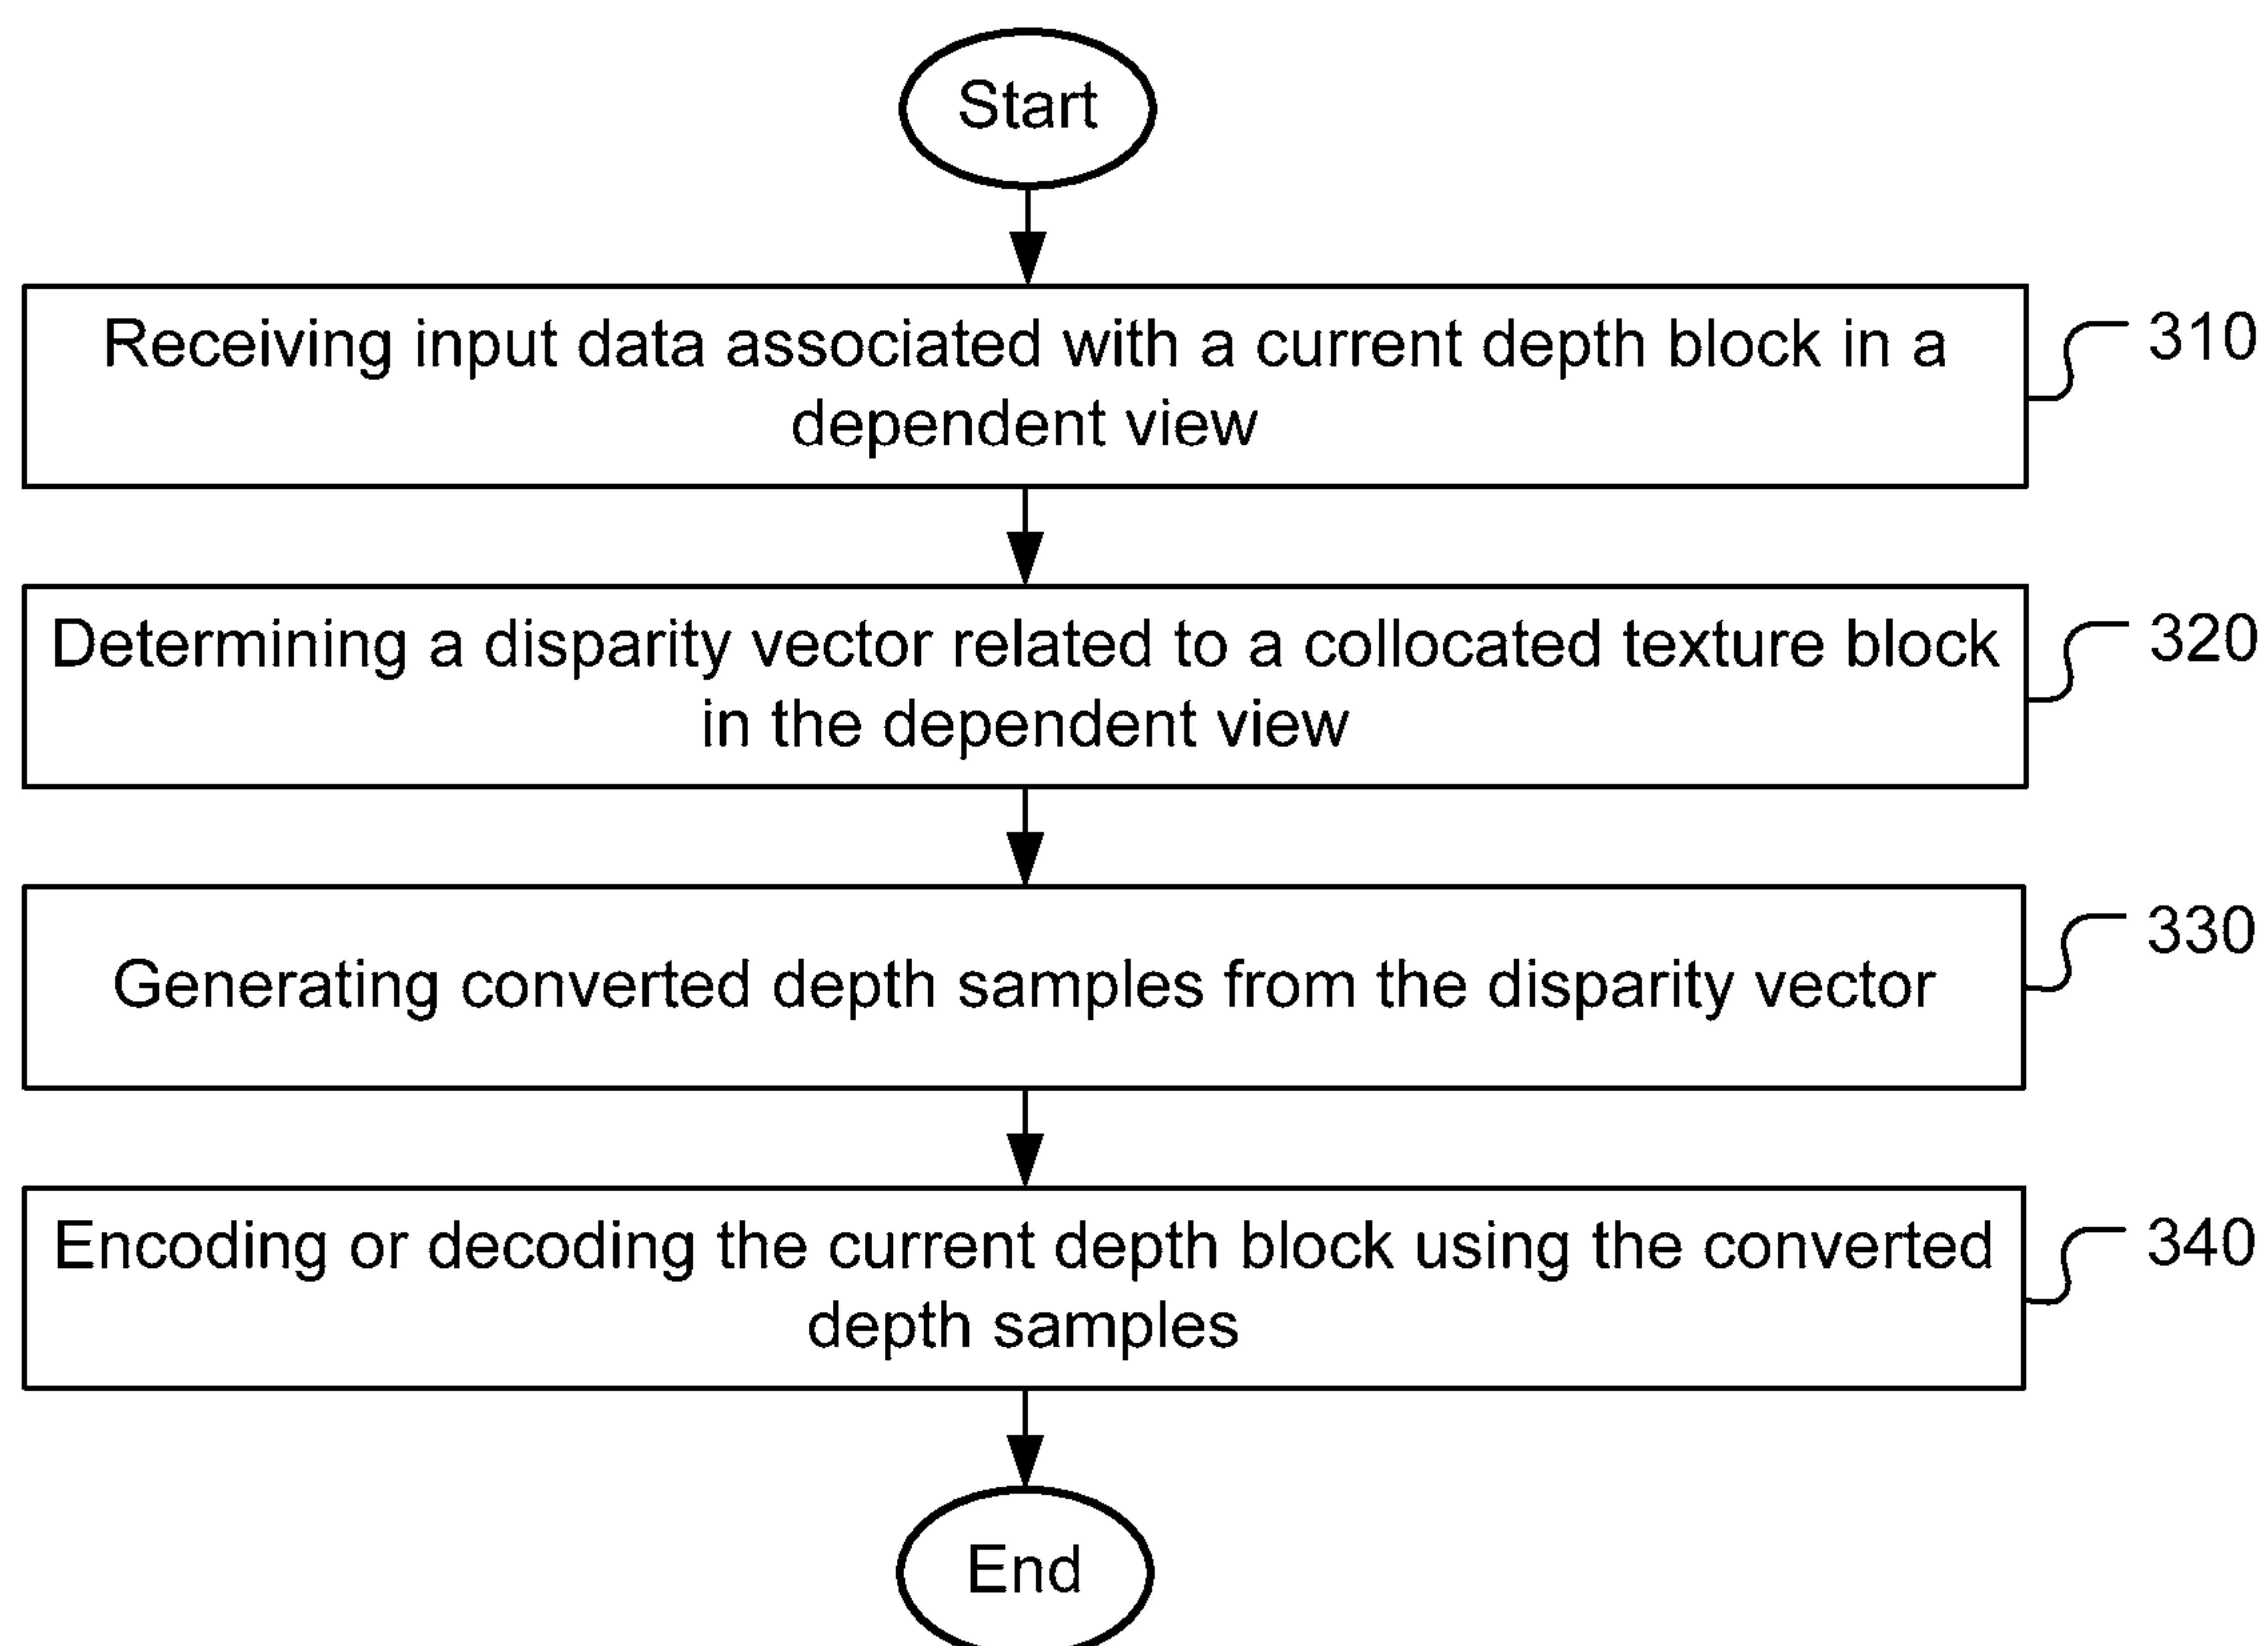 Start
Receiving input data associated with a current depth block in a
dependent view
310
Determining a disparity vector related to a collocated texture block
in the dependent view
320
Generating converted depth samples from the disparity vector
330
Encoding or decoding the current depth block using the converted
depth samples
340
End